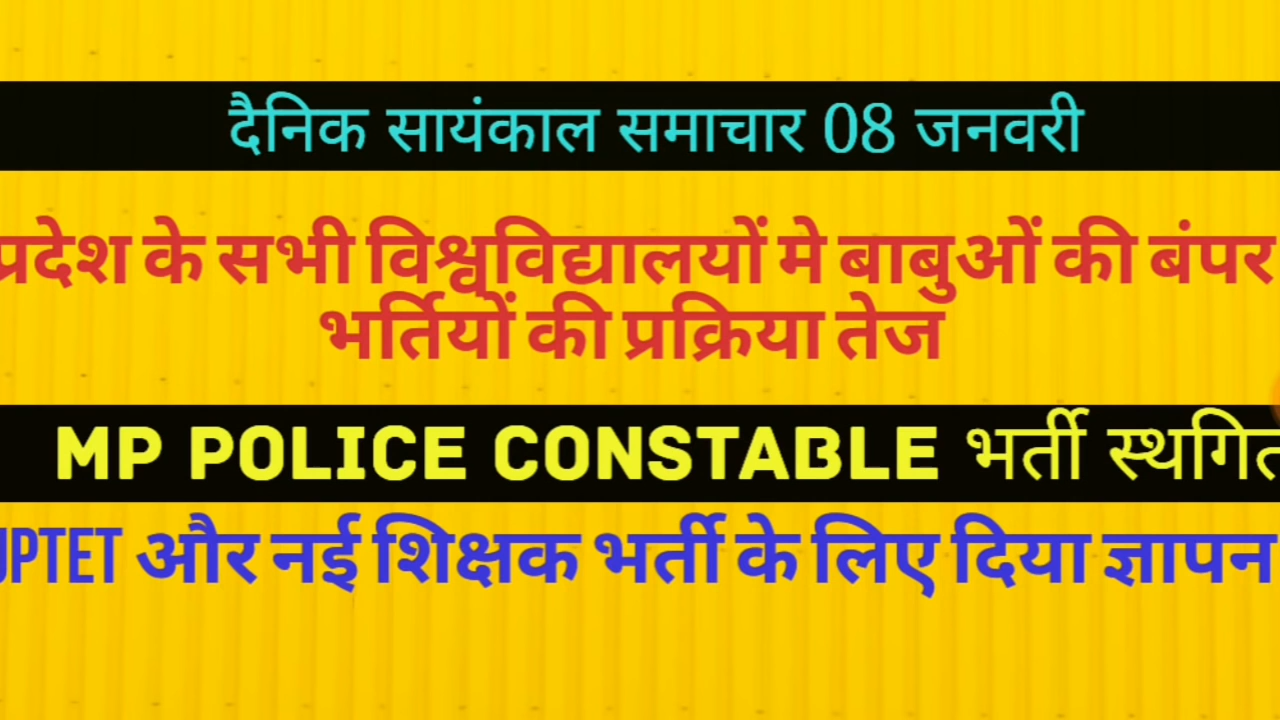 दैनिक सायंकाल समाचार 08 जनवरी
प्रदेश के सभी विश्वविद्यालयों मे बाबुओं की बंपर
भर्तियों की प्रक्रिया तेज
MP POLICE CONSTABLE भर्ती स्थगित
UPTET और नई शिक्षक भर्ती के लिए दिया ज्ञापन